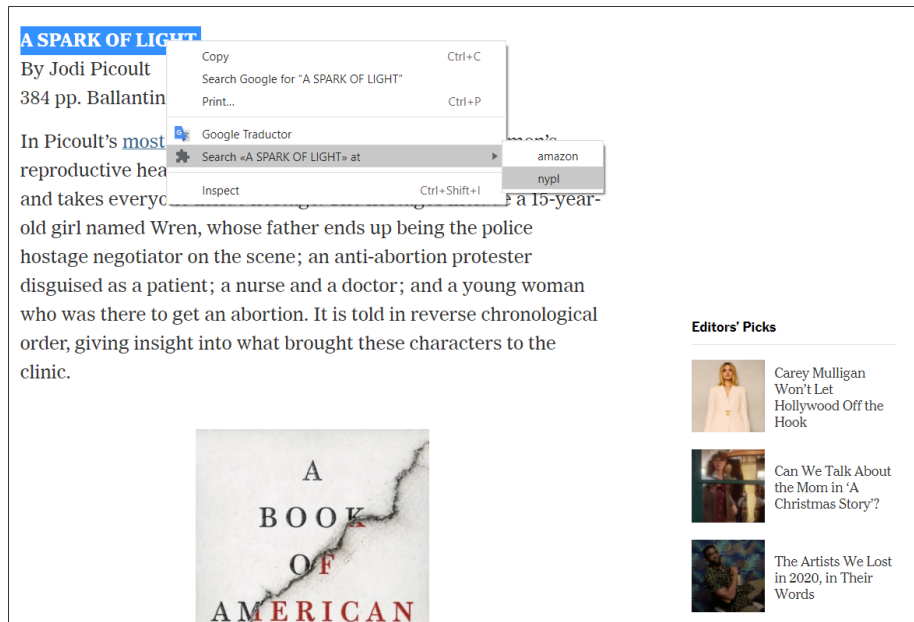 A SPARK OF LIGHT
By Jodi Picoult
384 pp. Ballantin
In Picoult's most
reproductive hea
and takes everyo
a 15-year-
old girl named Wren, whose father ends up being the police
hostage negotiator on the scene; an anti-abortion protester
disguised as a patient; a nurse and a doctor; and a young woman
who was there to get an abortion. It is told in reverse chronological
order, giving insight into what brought these characters to the
clinic.
Copy Ctrl+C
Search Google for "A SPARK OF LIGHT"
Print... Ctrl+P
Google Traductor
Search «A SPARK OF LIGHT» at
Inspect Ctrl+Shift+I
amazon
nypl
A
BOOK
OF
AMERICAN
Editors' Picks
Carey Mulligan
Won't Let
Hollywood Off the
Hook
Can We Talk About
the Mom in 'A
Christmas Story'?
The Artists We Lost
in 2020, in Their
Words